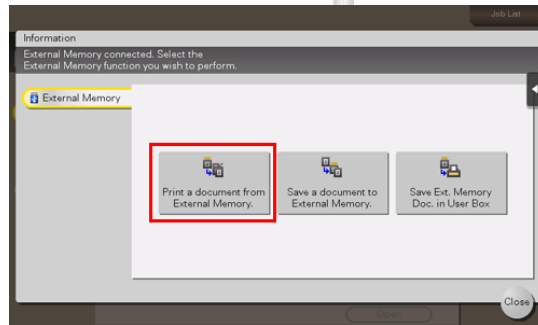 Job List
Information
External Memory connected. Select the
External Memory function you wish to perform.
External Memory
Print a document from
External Memory.
Save a document to
External Memory.
Save Ext. Memory
Doc. in User Box
Close
Open